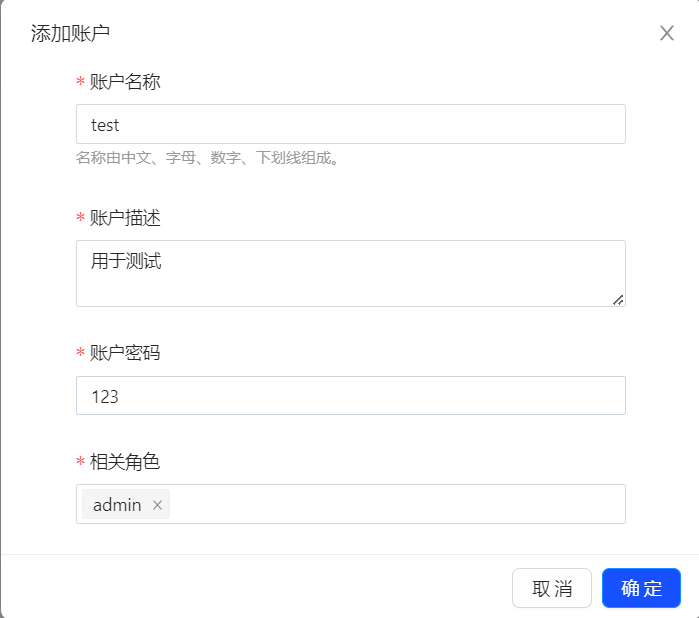 添加账户
* 账户名称
test
名称由中文、字母、数字、下划线组成。
* 账户描述
用于测试
* 账户密码
123
* 相关角色
admin ×
取消 确定